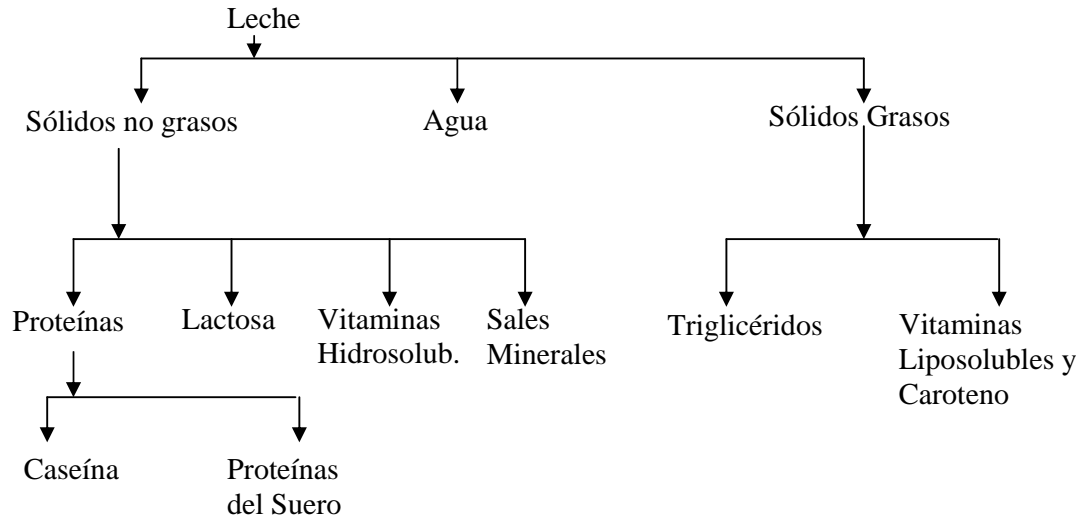 Leche
Sólidos no grasos
Agua
Sólidos Grasos
Proteínas
Lactosa
Vitaminas
Hidrosolub.
Sales
Minerales
Triglicéridos
Vitaminas
Liposolubles y
Caroteno
Caseína
Proteínas
del Suero